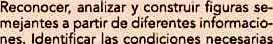 Reconocer, analizar y construir figuras se-
mejantes a partir de diferentes informacio-
nes. Identificar las condiciones necesarias